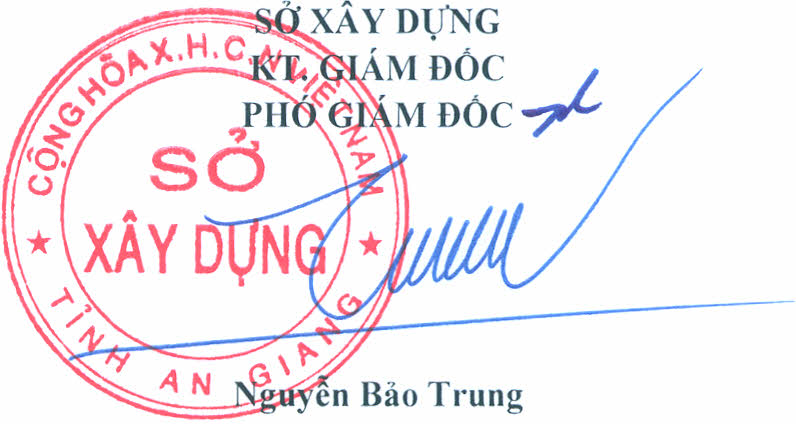 SỞ XÂY DỰNG
KT. GIÁM ĐỐC
PHÓ GIÁM ĐỐC
CỘNG HÒA X.H.C.N VIỆT NAM
SỞ
XÂY DỰNG
TỈNH AN GIANG
Nguyễn Bảo Trung